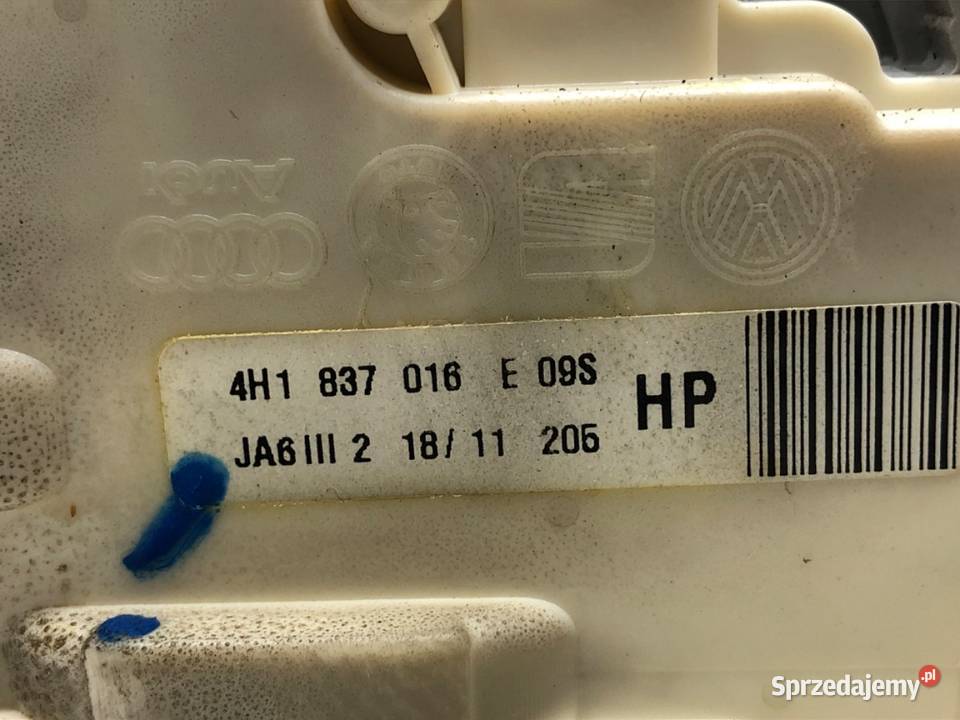 Audi
4H1 837 016 E 09S
HP
JA6 III 2 18/ 11 205
Sprzedajemy.pl